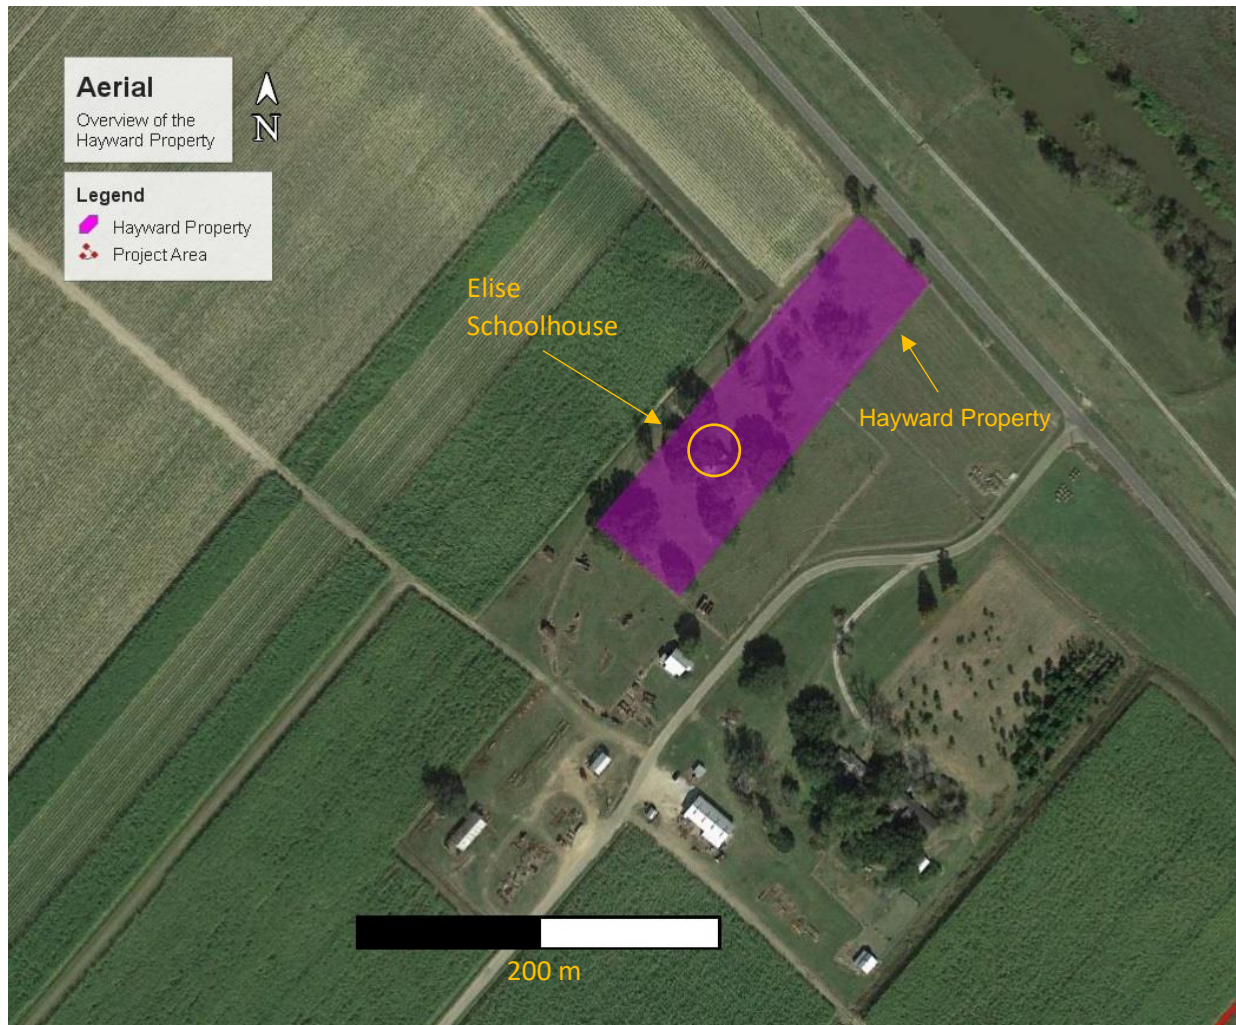 Aerial
Overview of the
Hayward Property
N
Legend
Hayward Property
Project Area
Elise
Schoolhouse
Hayward Property
200 m